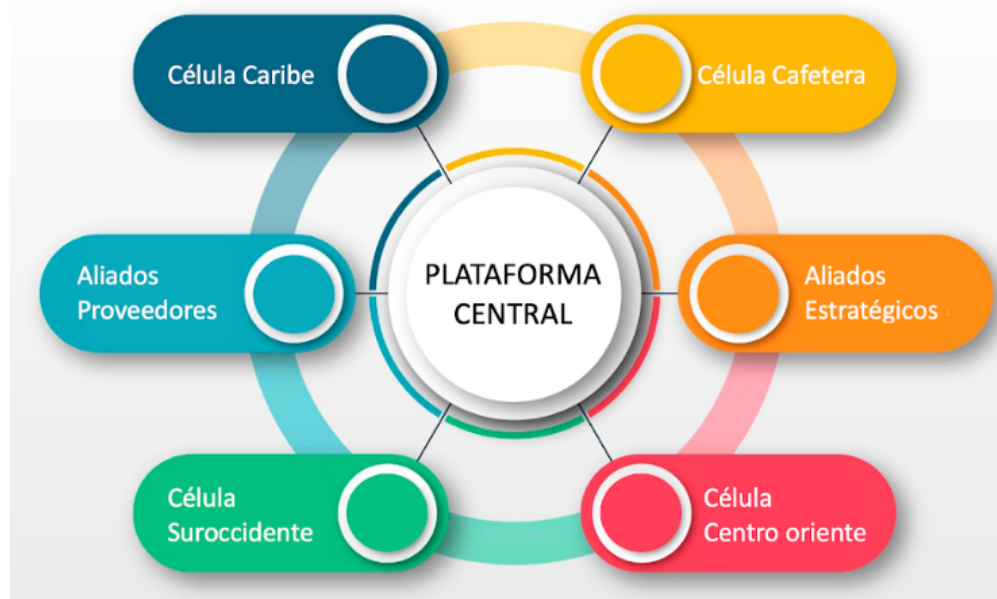 Célula Caribe
Célula Cafetera
Aliados
Proveedores
PLATAFORMA
CENTRAL
Aliados
Estratégicos
Célula
Suroccidente
Célula
Centro oriente